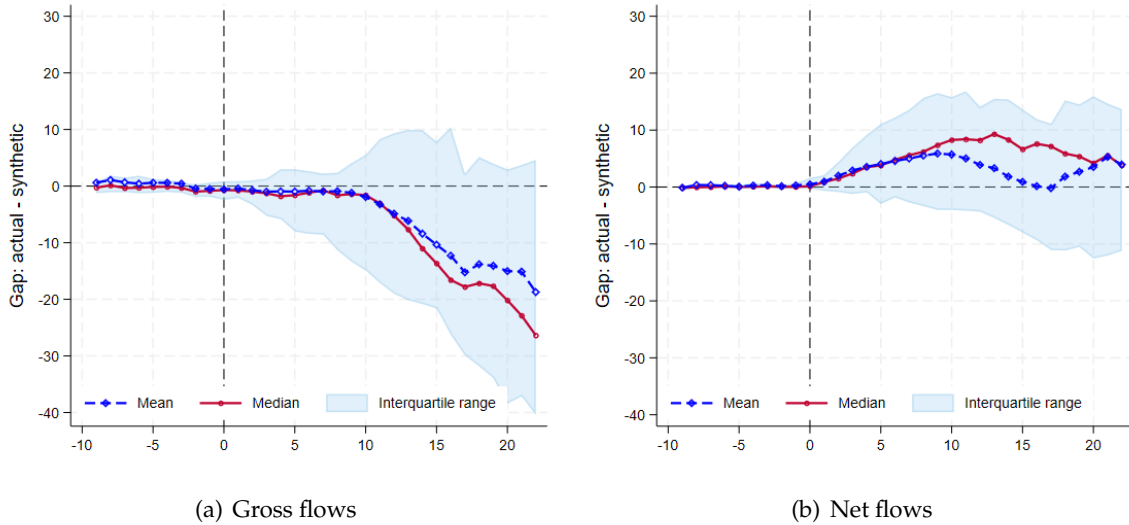 30
20
10
0
-10
-20
-30
-40
Gap: actual - synthetic
Mean
Median
Interquartile range
-10 -5 0 5 10 15 20
(a) Gross flows
30
20
10
0
-10
-20
-30
-40
Gap: actual - synthetic
Mean
Median
Interquartile range
-10 -5 0 5 10 15 20
(b) Net flows